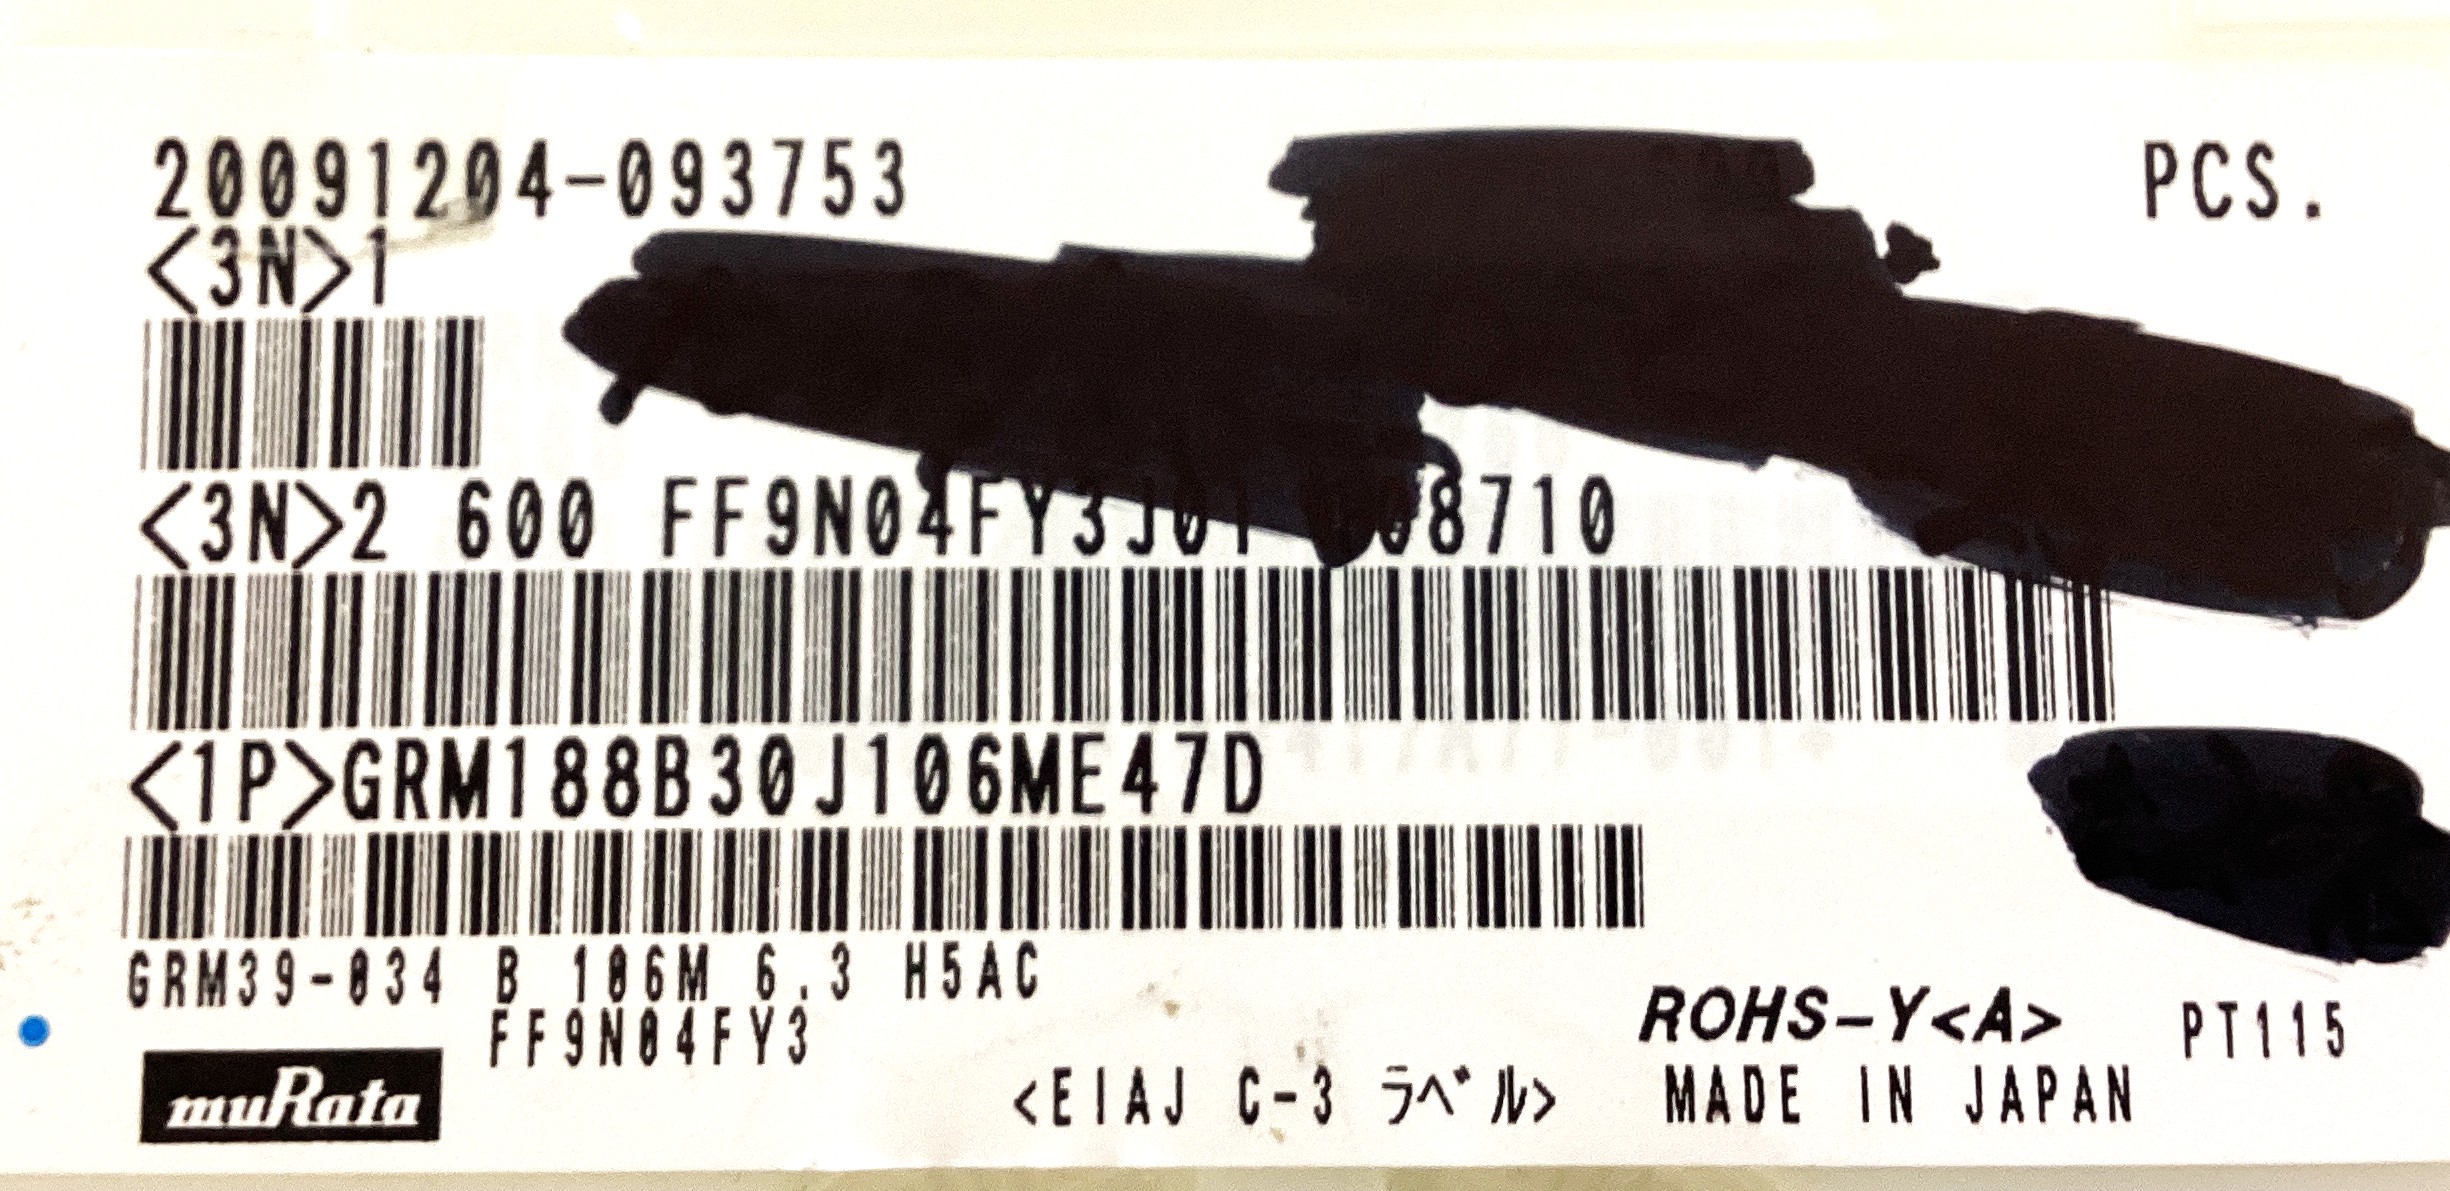 20091204-093753 PCS.
<3N>1
<3N>2 600 FF9N04FY3J01
<1P>GRM188B30J106ME47D
GRM39-034 B 106M 6.3 H5AC
FF9N04FY3
ROHS-Y<A> PT115
muRata
<EIAJ C-3 ラベル>
MADE IN JAPAN